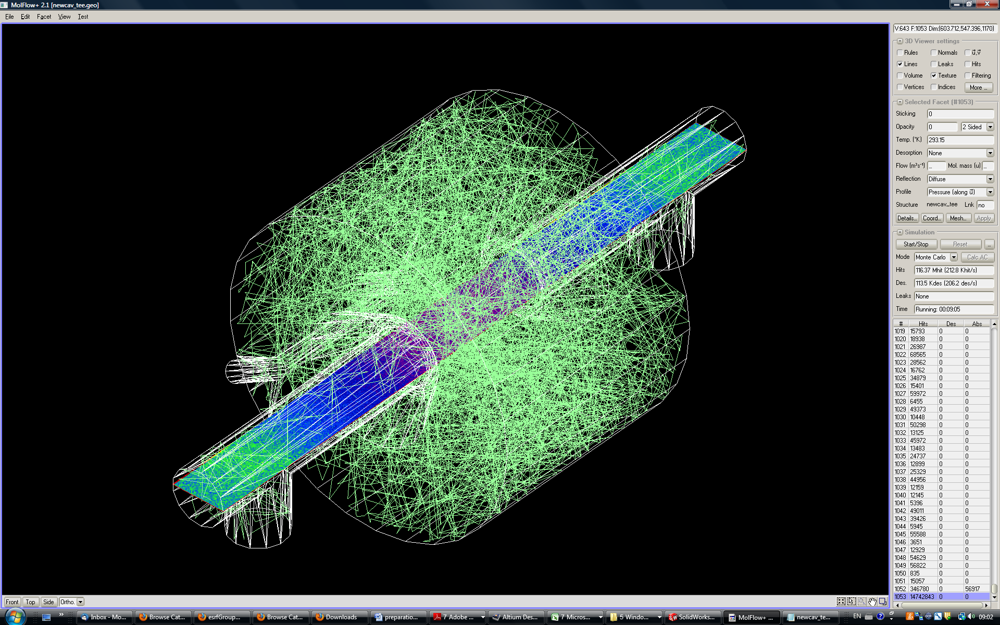 MolFlow+ 2.1 [newcav_tee.geo]
File Edit Facet View Test
V:643 F:1053 Dim:(603.712,547.396,1170)
3D Viewer settings
Rules Normals u,v
Lines Leaks Hits
Volume Texture Filtering
Vertices Indices More ...
Selected Facet (#1053)
Sticking 0
Opacity 0 2 Sided
Temp. (°K) 293.15
Desorption None
Flow (m³s-¹) ... Mol. mass (u) ...
Reflection Diffuse
Profile Pressure (along u)
Structure newcav_tee Lnk no
Details... Coord... Mesh... Apply
Simulation
Start/Stop Reset ...
Mode Monte Carlo Calc AC
Hits 116.37 Mhit (212.8 Khit/s)
Des. 113.5 Kdes (206.2 des/s)
Leaks None
Time Running: 00:09:05
# Hits Des Abs
1019 15793 0 0
1020 18938 0 0
1021 26987 0 0
1022 68565 0 0
1023 28562 0 0
1024 16762 0 0
1025 34879 0 0
1026 15401 0 0
1027 59972 0 0
1028 6455 0 0
1029 49373 0 0
1030 10448 0 0
1031 50298 0 0
1032 13125 0 0
1033 45972 0 0
1034 13483 0 0
1035 24737 0 0
1036 12899 0 0
1037 25329 0 0
1038 44956 0 0
1039 12159 0 0
1040 12145 0 0
1041 5396 0 0
1042 49011 0 0
1043 39426 0 0
1044 5945 0 0
1045 55588 0 0
1046 3651 0 0
1047 12929 0 0
1048 54629 0 0
1049 56822 0 0
1050 835 0 0
1051 15057 0 0
1052 346780 0 56917
1053 14742843 0 0
Front Top Side Ortho.
Inbox - Mo... Browse Cat... esrfGroup... Browse Cat... Downloads preparatio... 7 Adobe ... Altium Des... 7 Micros... 5 Windo... SolidWorks... MolFlow+ ... newcav_te... EN 09:02